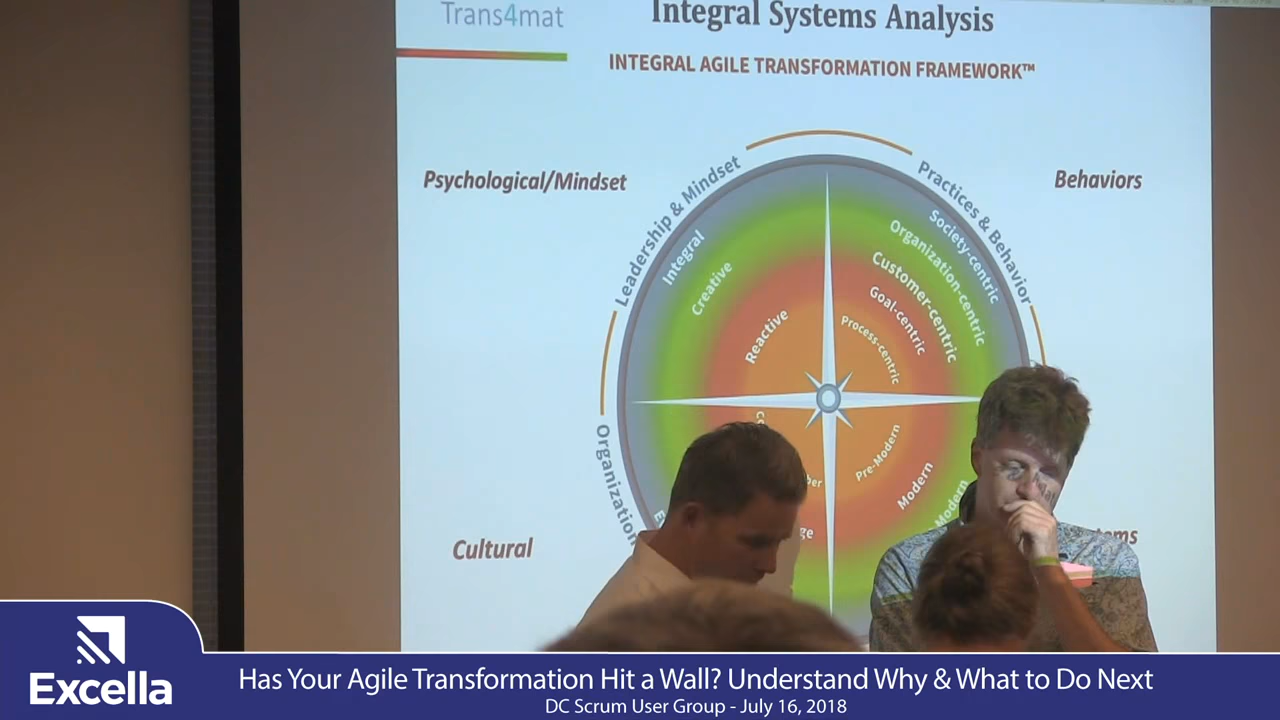 Trans4mat
Integral Systems Analysis
INTEGRAL AGILE TRANSFORMATION FRAMEWORK™
Psychological/Mindset
Behaviors
Leadership & Mindset
Practices & Behavior
Integral
Creative
Reactive
Society-centric
Organization-centric
Customer-centric
Goal-centric
Process-centric
Organization
Pre-Modern
Modern
Modern
Cultural
Excella
Has Your Agile Transformation Hit a Wall? Understand Why & What to Do Next
DC Scrum User Group - July 16, 2018